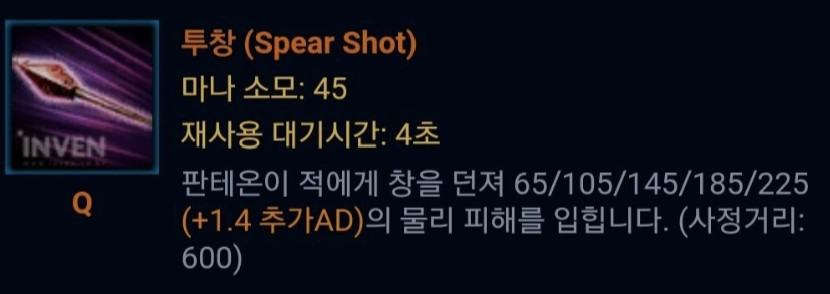 투창 (Spear Shot)
마나 소모: 45
재사용 대기시간: 4초
INVEN
Q
판테온이 적에게 창을 던져 65/105/145/185/225
(+1.4 추가AD)의 물리 피해를 입힙니다. (사정거리:
600)